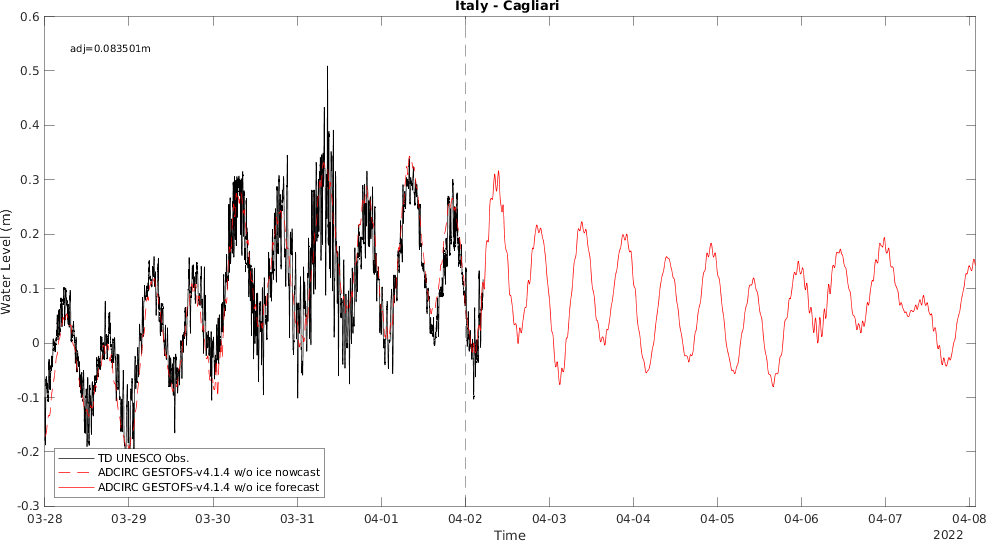 Italy - Cagliari
adj=0.083501m
0.6
0.5
0.4
0.3
0.2
0.1
0
-0.1
-0.2
-0.3
Water Level (m)
TD UNESCO Obs.
ADCIRC GESTOFS-v4.1.4 w/o ice nowcast
ADCIRC GESTOFS-v4.1.4 w/o ice forecast
03-28 03-29 03-30 03-31 04-01 04-02 04-03 04-04 04-05 04-06 04-07 04-08
Time
2022